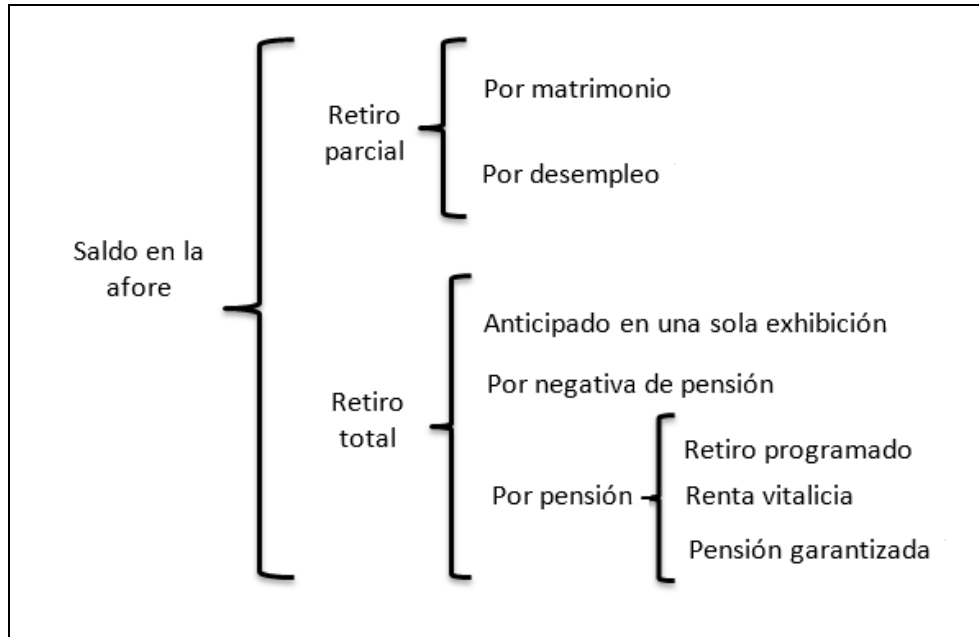 Saldo en la
afore
Retiro
parcial
Por matrimonio
Por desempleo
Retiro
total
Anticipado en una sola exhibición
Por negativa de pensión
Por pensión
Retiro programado
Renta vitalicia
Pensión garantizada